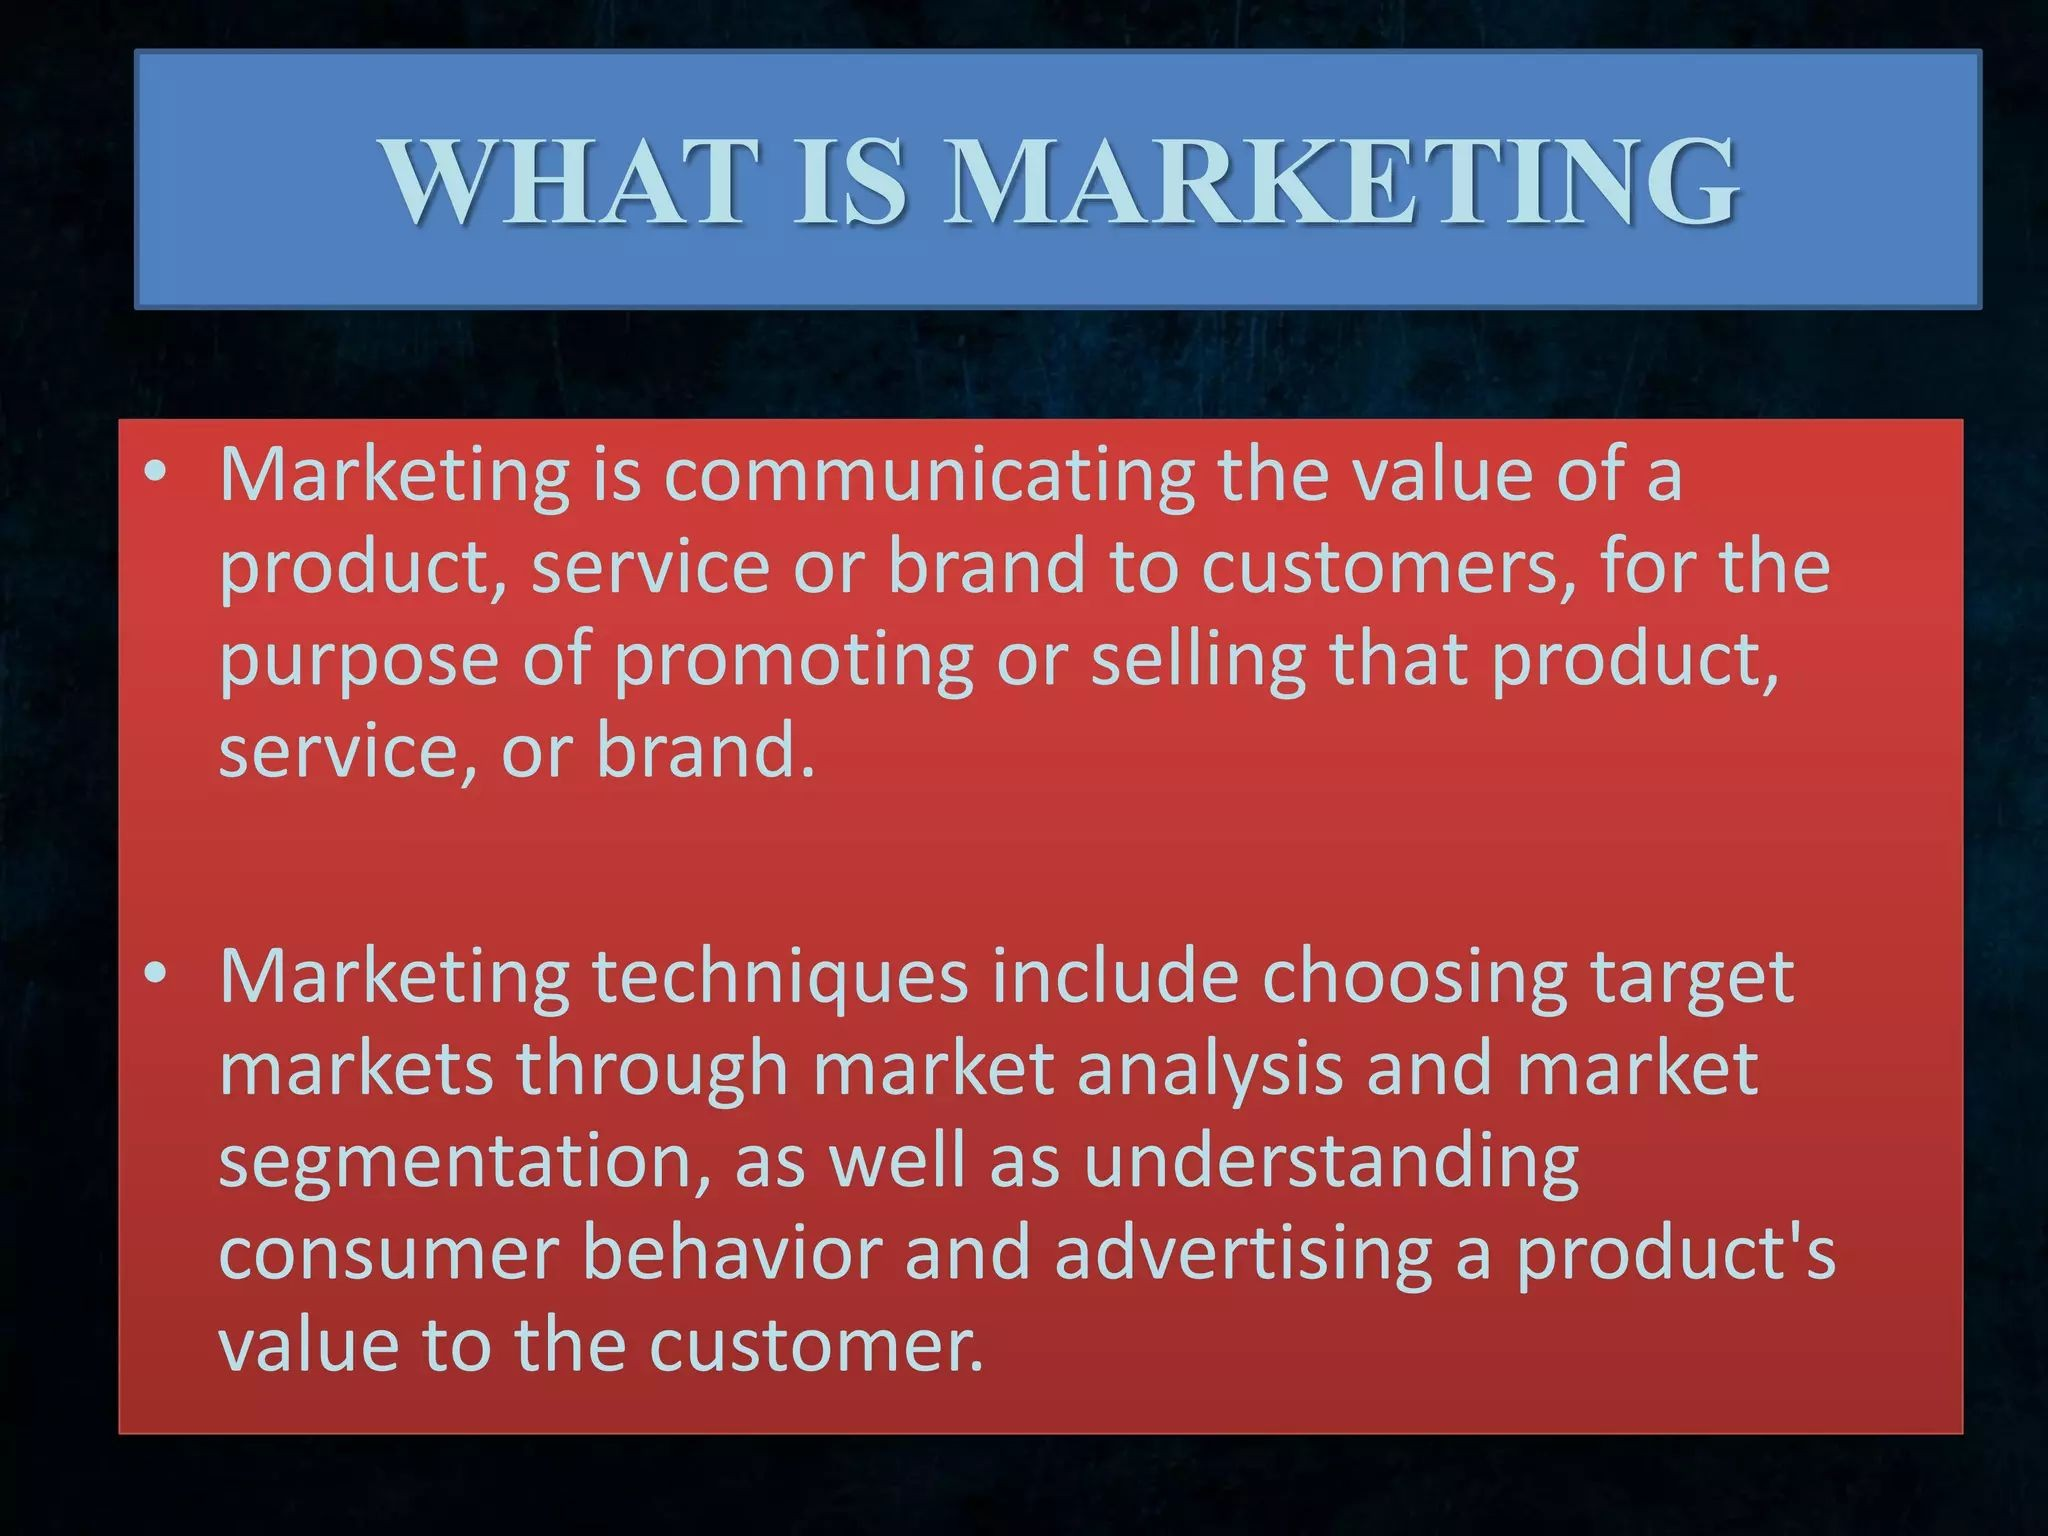 WHAT IS MARKETING
• Marketing is communicating the value of a
product, service or brand to customers, for the
purpose of promoting or selling that product,
service, or brand.
• Marketing techniques include choosing target
markets through market analysis and market
segmentation, as well as understanding
consumer behavior and advertising a product's
value to the customer.